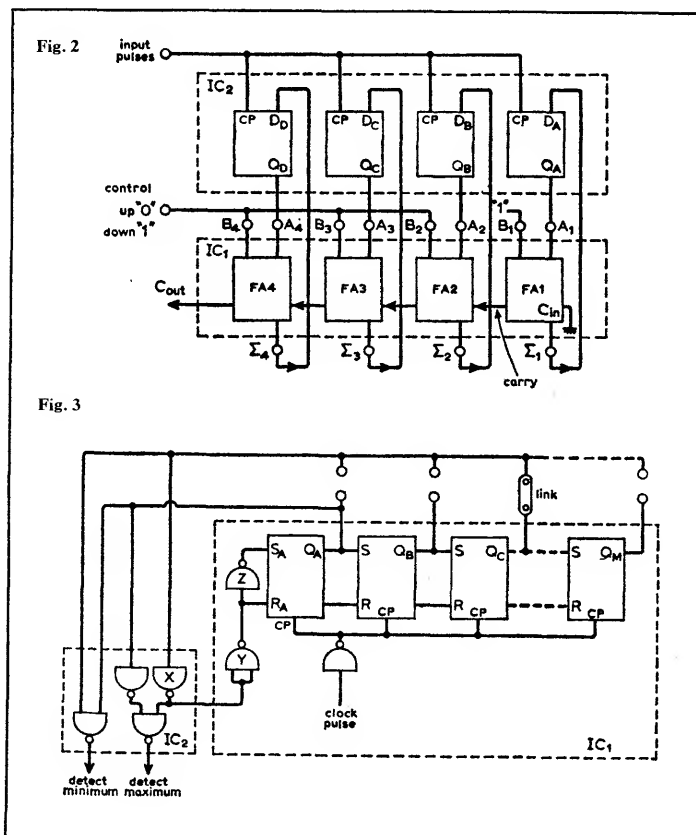 Fig. 2
input
pulses
IC2
CP DD CP DC CP DB CP DA
QD QC QB QA
control
up "0"
down "1"
"1"
B4 A4 B3 A3 B2 A2 B1 A1
IC1
Cout
FA4 FA3 FA2 FA1
Cin
Σ4 Σ3 Σ2 Σ1
carry
Fig. 3
link
SA QA S QB S QC S QM
Z
RA R R R
CP CP CP CP
X
Y
IC2
clock
pulse
IC1
detect
minimum
detect
maximum